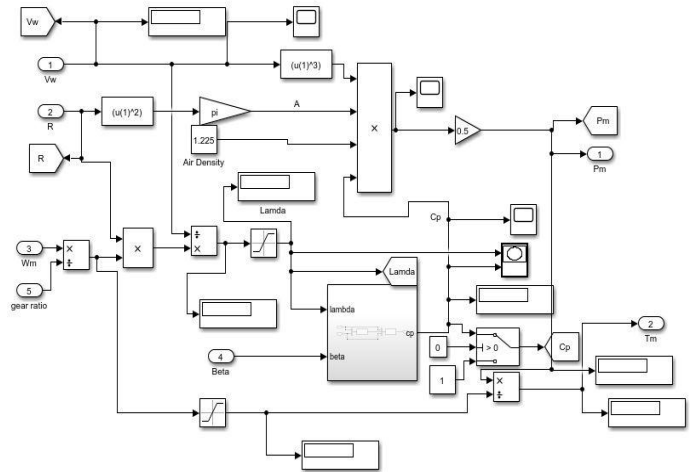 Vw
1
Vw
(u(1)^3)
2
R
(u(1)^2)
pi
A
1.225
Air Density
×
0.5
Pm
1
Pm
R
Lamda
Cp
3
Wm
×
÷
×
÷
×
5
gear ratio
Lamda
lambda
cp
beta
4
Beta
0
> 0
Cp
1
2
Tm
×
÷